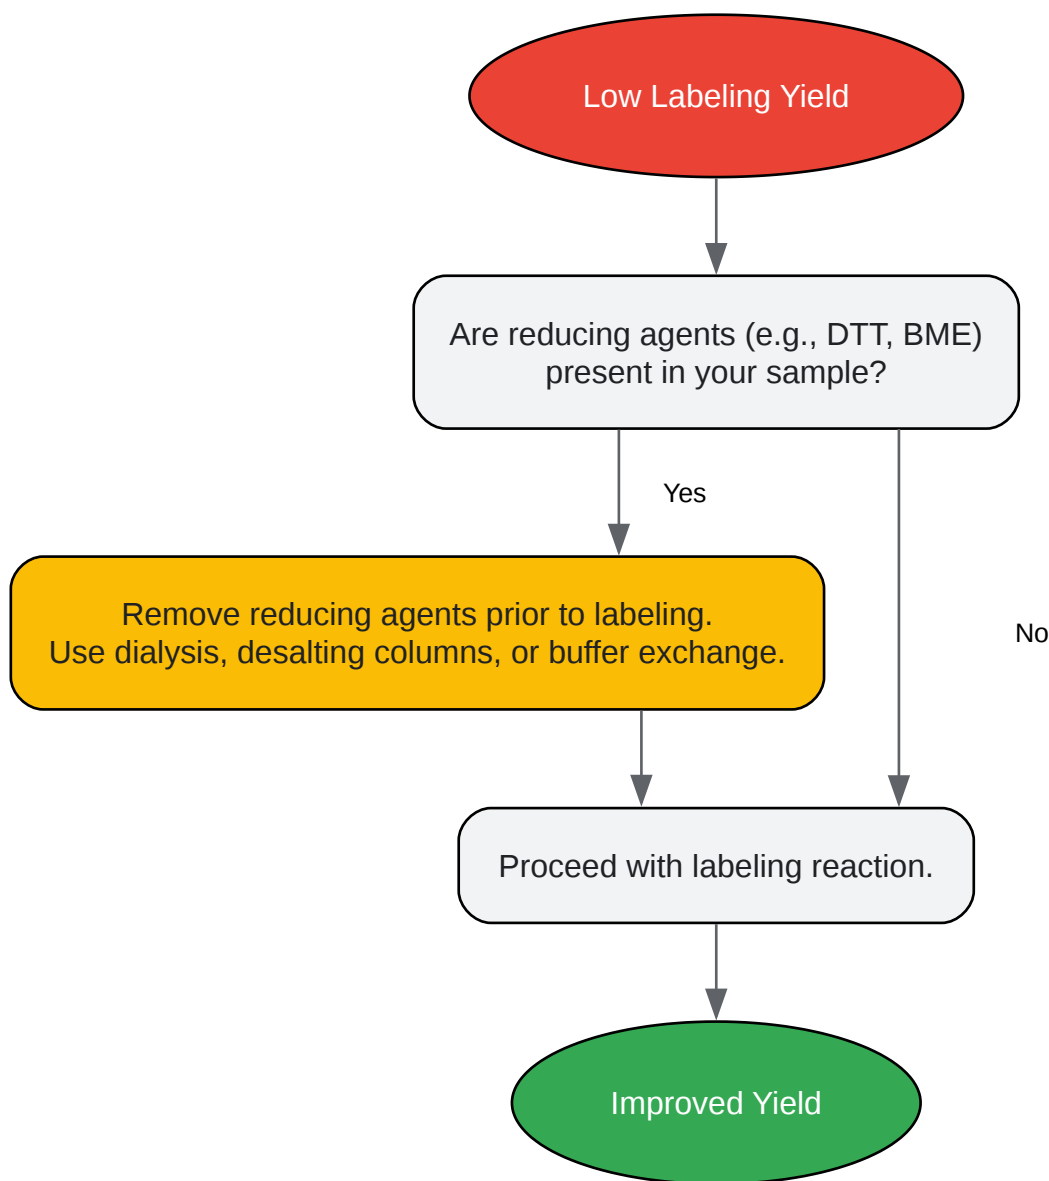 Low Labeling Yield
Are reducing agents (e.g., DTT, BME)
present in your sample?
Yes
Remove reducing agents prior to labeling.
Use dialysis, desalting columns, or buffer exchange.
No
Proceed with labeling reaction.
Improved Yield